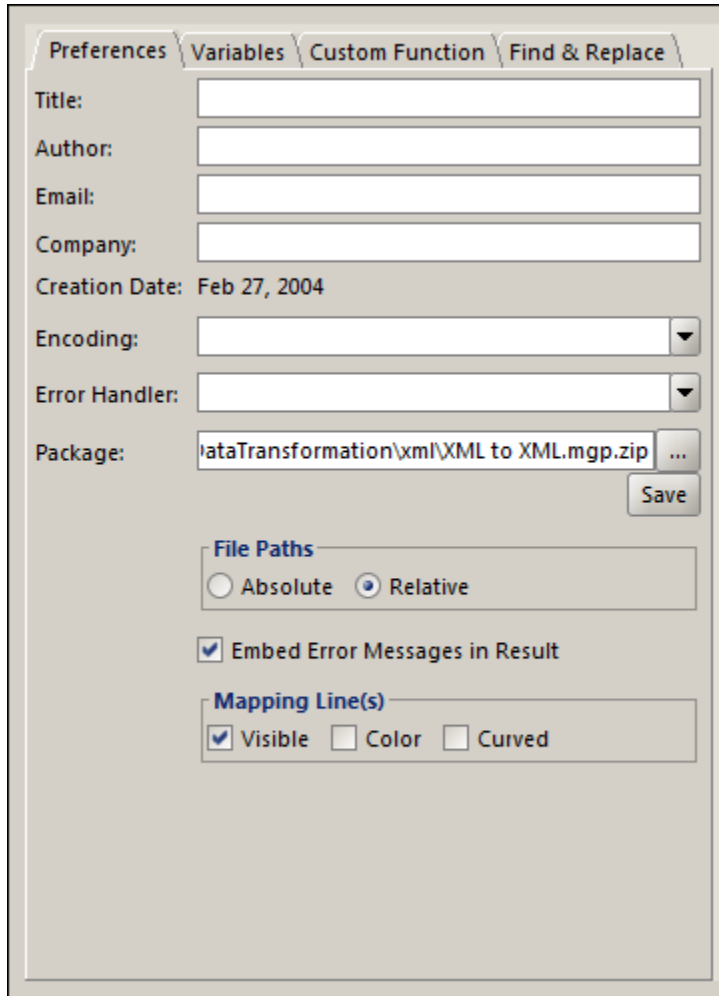 Preferences Variables Custom Function Find & Replace
Title:
Author:
Email:
Company:
Creation Date: Feb 27, 2004
Encoding:
Error Handler:
Package: ataTransformation\xml\XML to XML.mgp.zip ...
Save
File Paths
Absolute Relative
Embed Error Messages in Result
Mapping Line(s)
Visible Color Curved